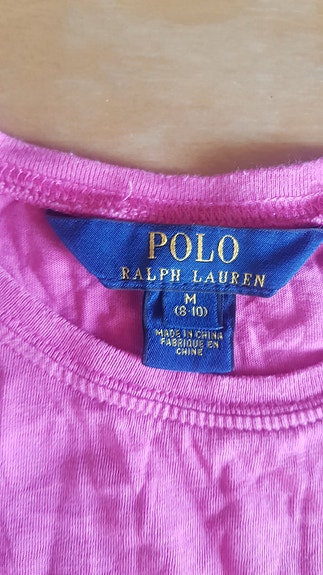 POLO
RALPH LAUREN
M
(8-10)
MADE IN CHINA
FABRIQUE EN
CHINE